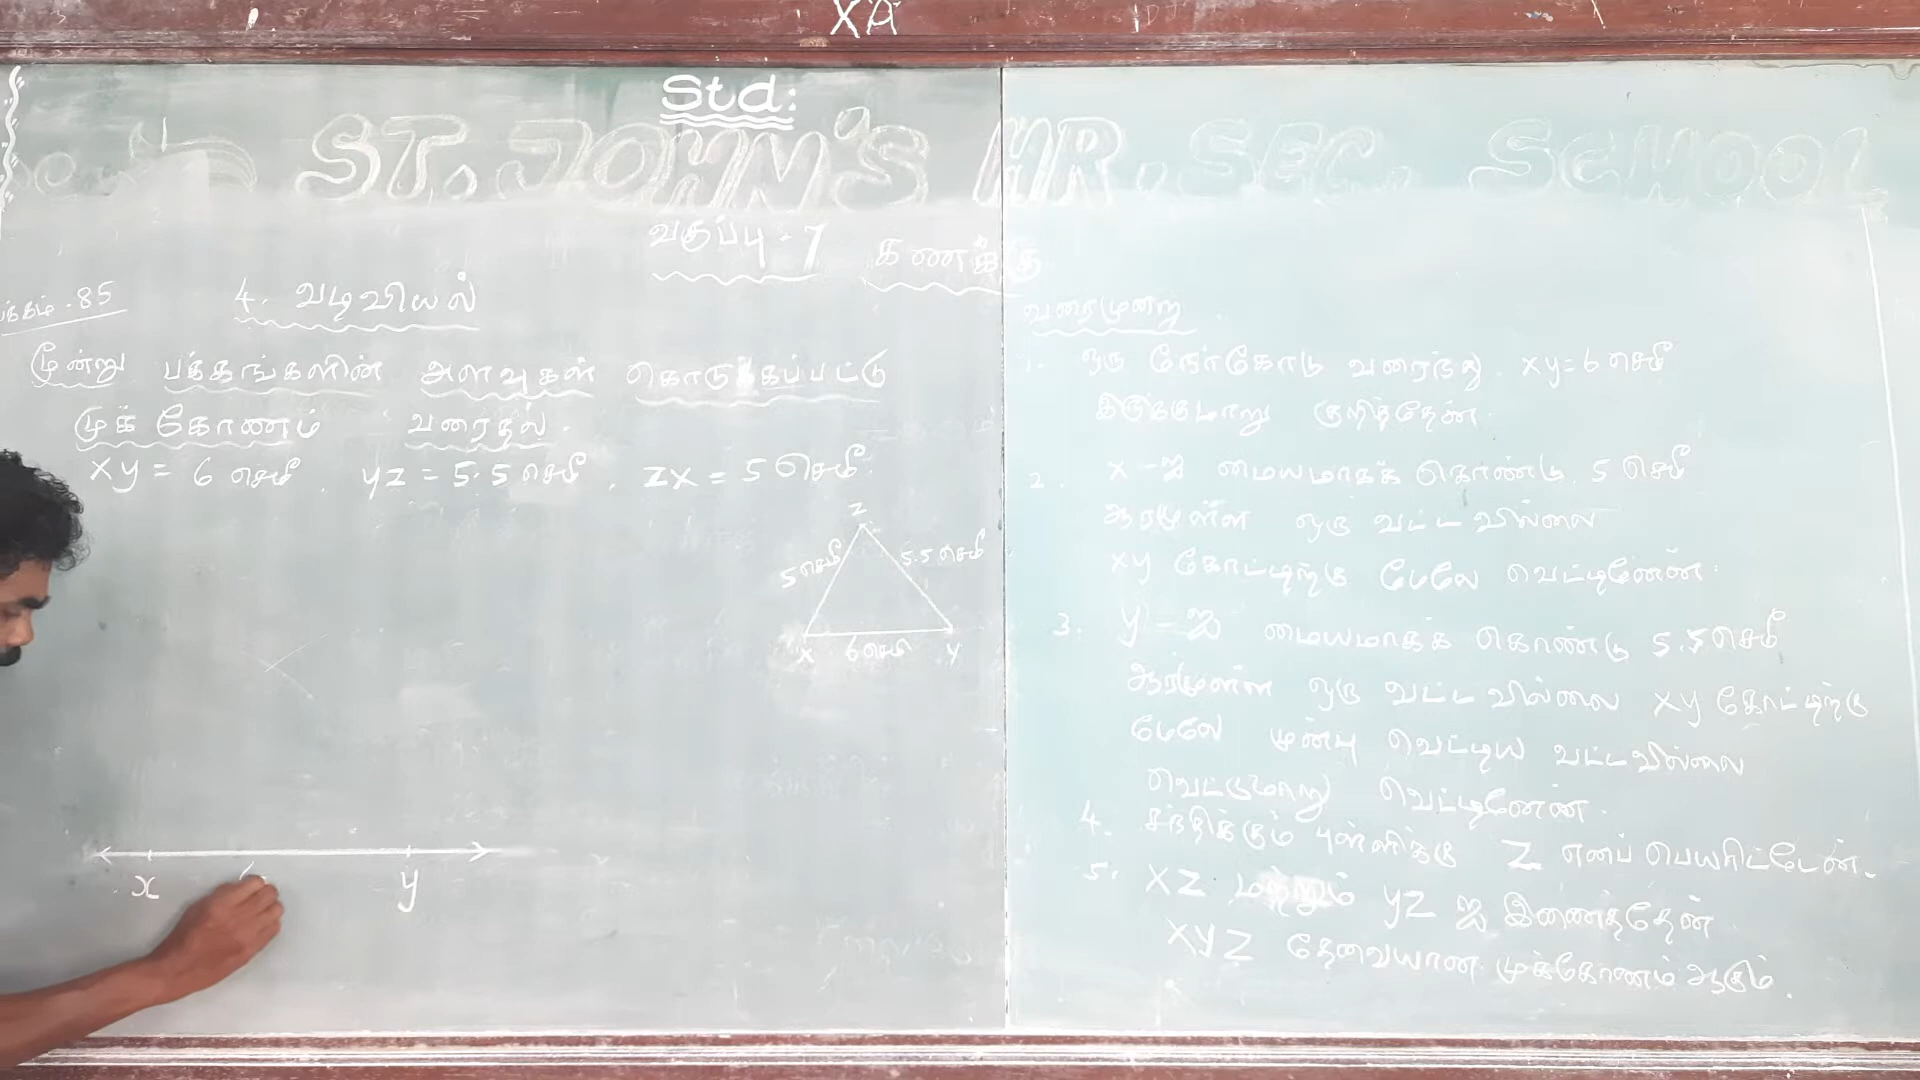 XA
Std:
ST. JOHN'S HR. SEC. SCHOOL
வகுப்பு - 7 கணக்கு
பக்கம். 85
4. வடிவியல்
மூன்று பக்கங்களின் அளவுகள் கொடுக்கப்பட்டு
முக்கோணம் வரைதல்.
XY = 6 செமீ, YZ = 5.5 செமீ, ZX = 5 செமீ.
Z
5 செமீ 5.5 செமீ
X 6 செமீ Y
x y
வரைமுறை
1. ஒரு நேர்கோடு வரைந்து. XY = 6 செமீ
இருக்குமாறு குறித்தேன்.
2. X - ஐ மையமாகக் கொண்டு. 5 செமீ
ஆரமுள்ள ஒரு வட்ட வில்லை
XY கோட்டிற்கு மேலே வெட்டினேன்.
3. Y - ஐ மையமாகக் கொண்டு 5.5 செமீ
ஆரமுள்ள ஒரு வட்ட வில்லை XY கோட்டிற்கு
மேலே முன்பு வெட்டிய வட்டவில்லை
வெட்டுமாறு வெட்டினேன்.
4. சந்திக்கும் புள்ளிக்கு Z எனப் பெயரிட்டேன்.
5. XZ மற்றும் YZ ஐ இணைத்தேன்
XYZ தேவையான முக்கோணம் ஆகும்.